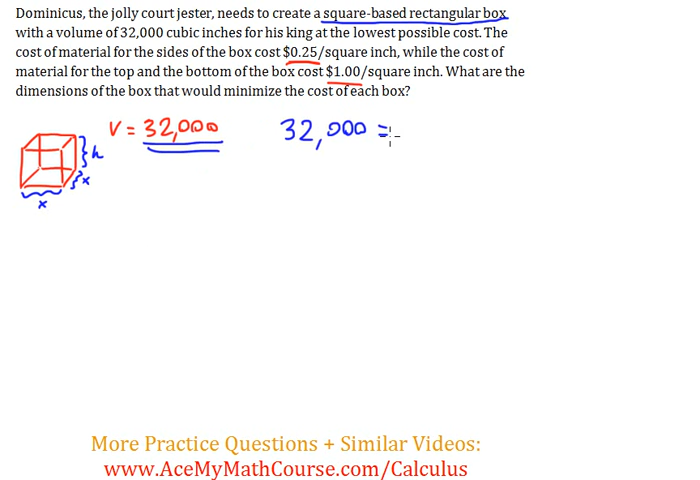 Dominicus, the jolly court jester, needs to create a square-based rectangular box
with a volume of 32,000 cubic inches for his king at the lowest possible cost. The
cost of material for the sides of the box cost $0.25/square inch, while the cost of
material for the top and the bottom of the box cost $1.00/square inch. What are the
dimensions of the box that would minimize the cost of each box?
V = 32,000
32,000 =
h
x
x
More Practice Questions + Similar Videos:
www.AceMyMathCourse.com/Calculus